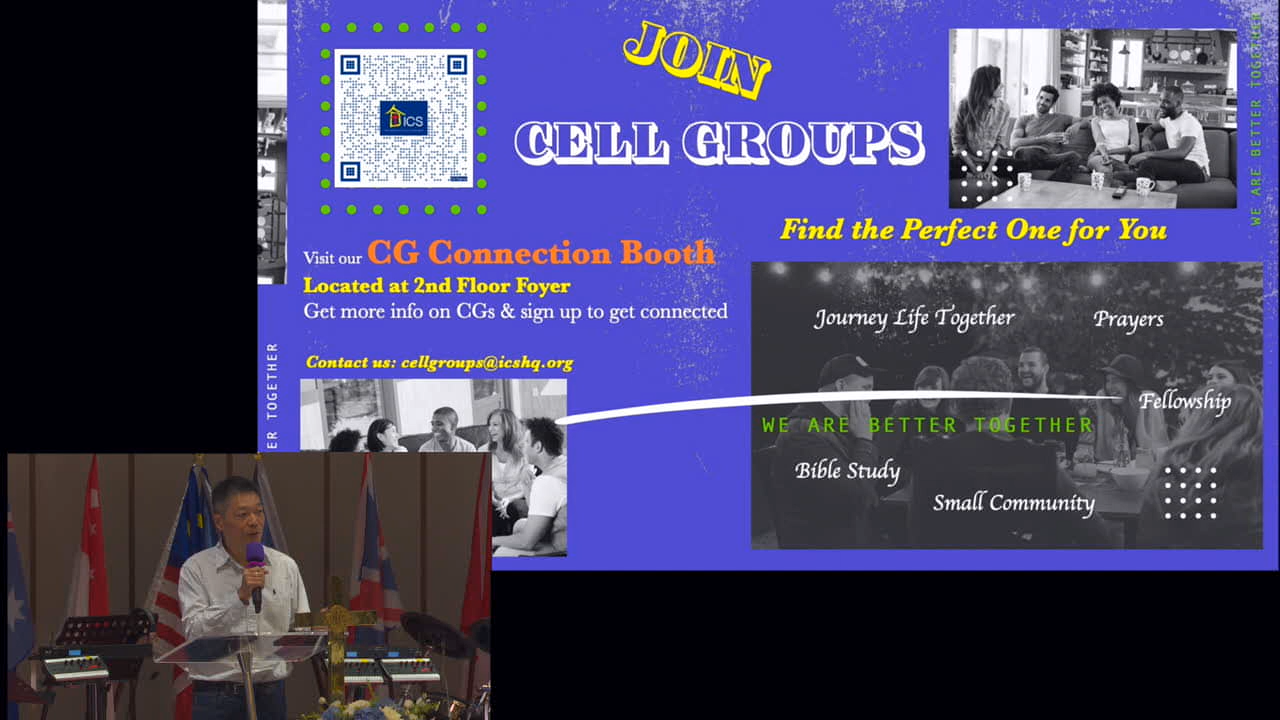 JOIN
CELL GROUPS
ICS
Visit our CG Connection Booth
Located at 2nd Floor Foyer
Get more info on CGs & sign up to get connected
Contact us: cellgroups@icshq.org
Find the Perfect One for You
Journey Life Together
Prayers
Fellowship
WE ARE BETTER TOGETHER
Bible Study
Small Community
WE ARE BETTER TOGETHER
TOGETHER